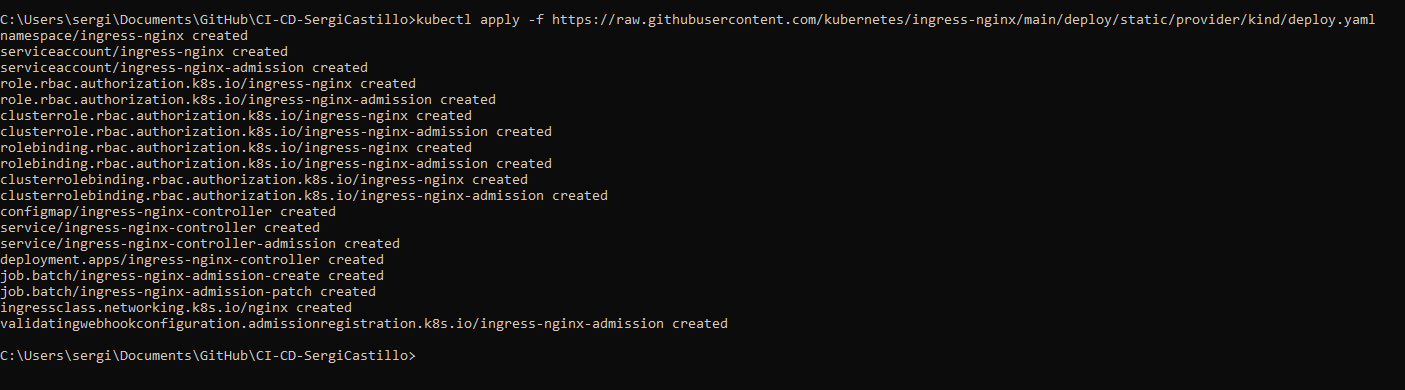 C:\Users\sergi\Documents\GitHub\CI-CD-SergiCastillo>kubectl apply -f https://raw.githubusercontent.com/kubernetes/ingress-nginx/main/deploy/static/provider/kind/deploy.yaml
namespace/ingress-nginx created
serviceaccount/ingress-nginx created
serviceaccount/ingress-nginx-admission created
role.rbac.authorization.k8s.io/ingress-nginx created
role.rbac.authorization.k8s.io/ingress-nginx-admission created
clusterrole.rbac.authorization.k8s.io/ingress-nginx created
clusterrole.rbac.authorization.k8s.io/ingress-nginx-admission created
rolebinding.rbac.authorization.k8s.io/ingress-nginx created
rolebinding.rbac.authorization.k8s.io/ingress-nginx-admission created
clusterrolebinding.rbac.authorization.k8s.io/ingress-nginx created
clusterrolebinding.rbac.authorization.k8s.io/ingress-nginx-admission created
configmap/ingress-nginx-controller created
service/ingress-nginx-controller created
service/ingress-nginx-controller-admission created
deployment.apps/ingress-nginx-controller created
job.batch/ingress-nginx-admission-create created
job.batch/ingress-nginx-admission-patch created
ingressclass.networking.k8s.io/nginx created
validatingwebhookconfiguration.admissionregistration.k8s.io/ingress-nginx-admission created
C:\Users\sergi\Documents\GitHub\CI-CD-SergiCastillo>